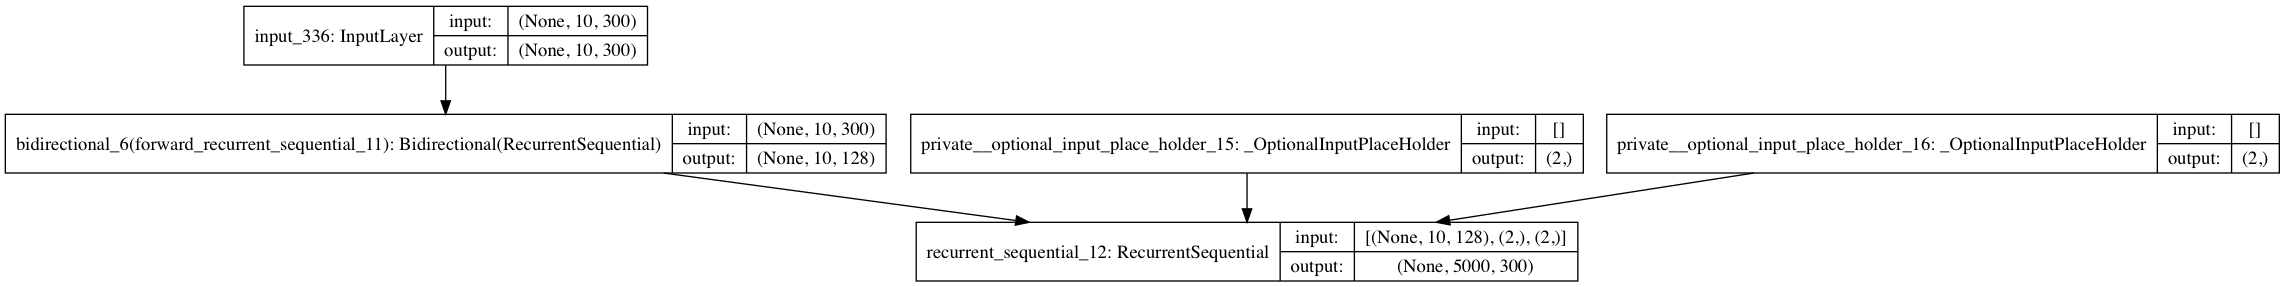 input_336: InputLayer
input: (None, 10, 300)
output: (None, 10, 300)
bidirectional_6(forward_recurrent_sequential_11): Bidirectional(RecurrentSequential)
input: (None, 10, 300)
output: (None, 10, 128)
private__optional_input_place_holder_15: _OptionalInputPlaceHolder
input: []
output: (2,)
private__optional_input_place_holder_16: _OptionalInputPlaceHolder
input: []
output: (2,)
recurrent_sequential_12: RecurrentSequential
input: [(None, 10, 128), (2,), (2,)]
output: (None, 5000, 300)